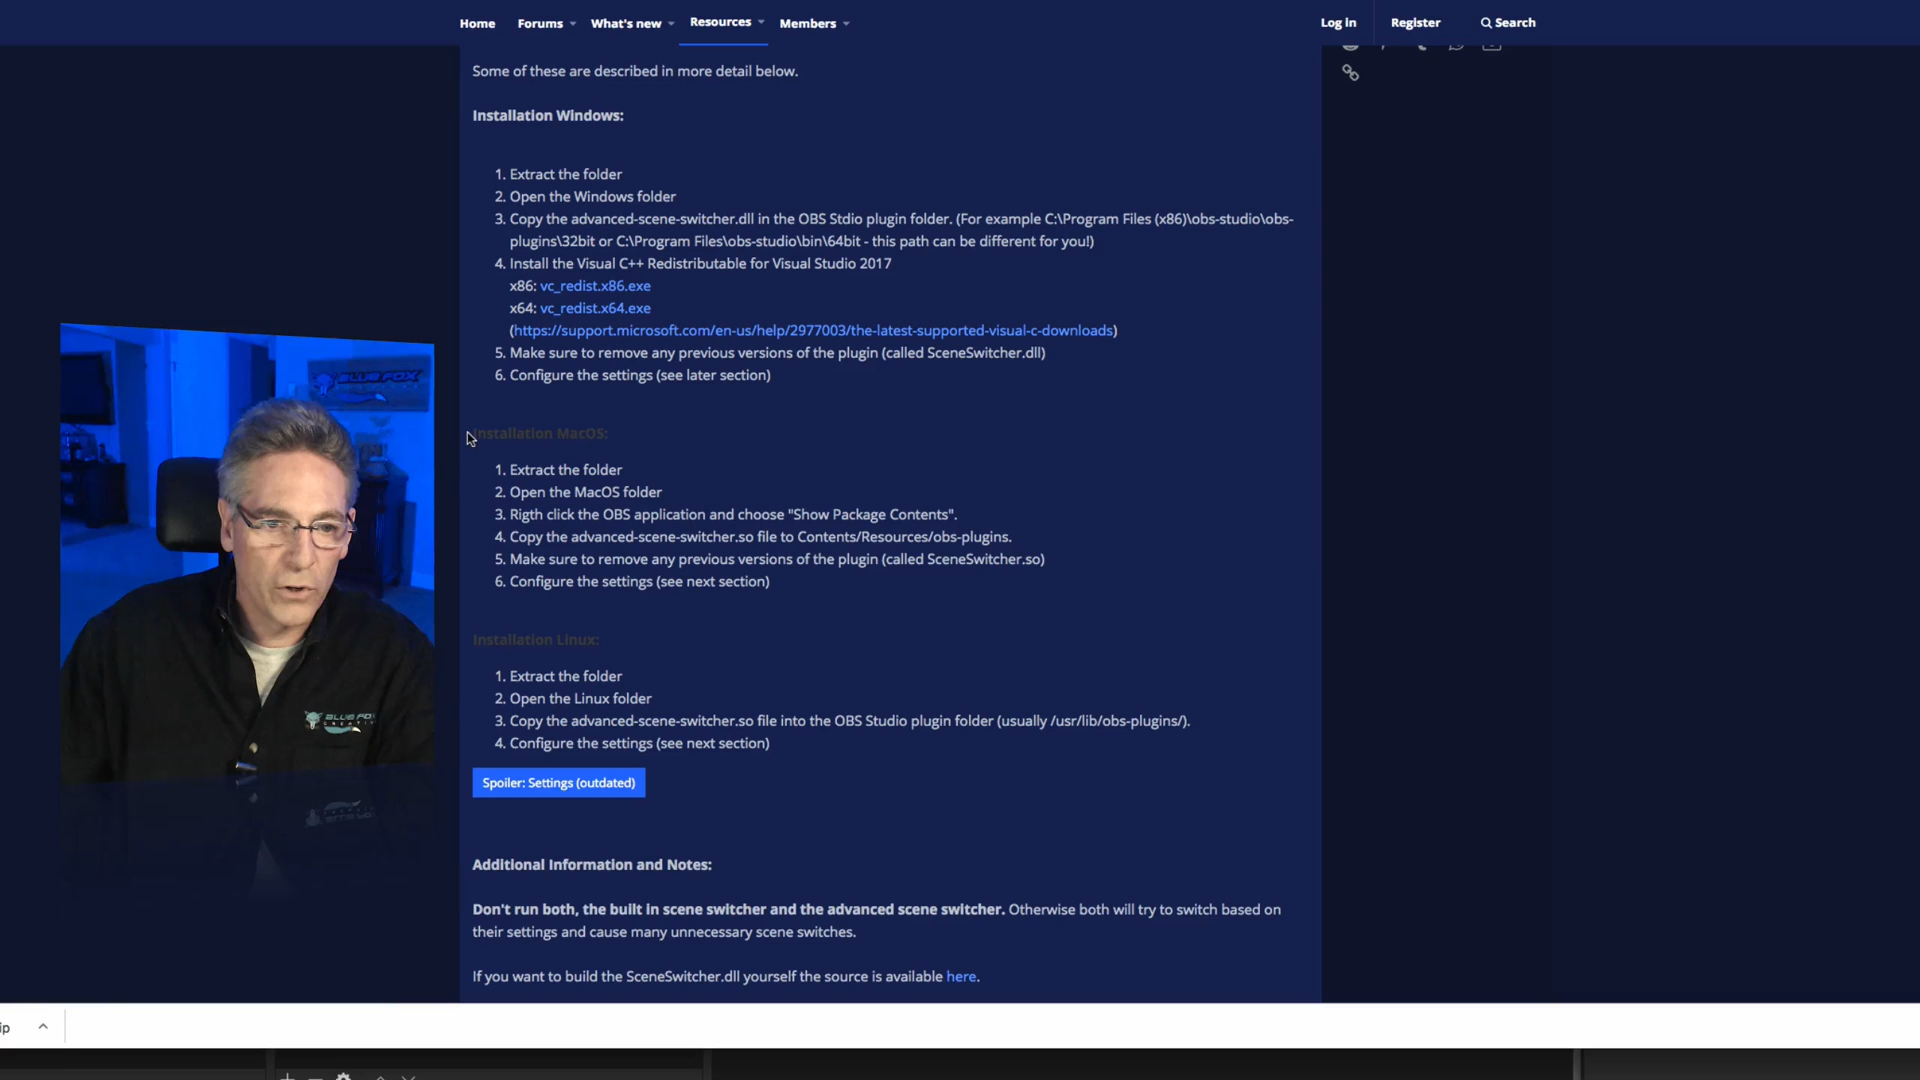 Home Forums What's new Resources Members Log in Register Search
Some of these are described in more detail below.
Installation Windows:
1. Extract the folder
2. Open the Windows folder
3. Copy the advanced-scene-switcher.dll in the OBS Stdio plugin folder. (For example C:\Program Files (x86)\obs-studio\obs-
plugins\32bit or C:\Program Files\obs-studio\bin\64bit - this path can be different for you!)
4. Install the Visual C++ Redistributable for Visual Studio 2017
x86: vc_redist.x86.exe
x64: vc_redist.x64.exe
(https://support.microsoft.com/en-us/help/2977003/the-latest-supported-visual-c-downloads)
5. Make sure to remove any previous versions of the plugin (called SceneSwitcher.dll)
6. Configure the settings (see later section)
Installation MacOS:
1. Extract the folder
2. Open the MacOS folder
3. Rigth click the OBS application and choose "Show Package Contents".
4. Copy the advanced-scene-switcher.so file to Contents/Resources/obs-plugins.
5. Make sure to remove any previous versions of the plugin (called SceneSwitcher.so)
6. Configure the settings (see next section)
Installation Linux:
1. Extract the folder
2. Open the Linux folder
3. Copy the advanced-scene-switcher.so file into the OBS Studio plugin folder (usually /usr/lib/obs-plugins/).
4. Configure the settings (see next section)
Spoiler: Settings (outdated)
Additional Information and Notes:
Don't run both, the built in scene switcher and the advanced scene switcher. Otherwise both will try to switch based on
their settings and cause many unnecessary scene switches.
If you want to build the SceneSwitcher.dll yourself the source is available here.
ip
BLUE FOX
BLUE FOX
CREATIVE